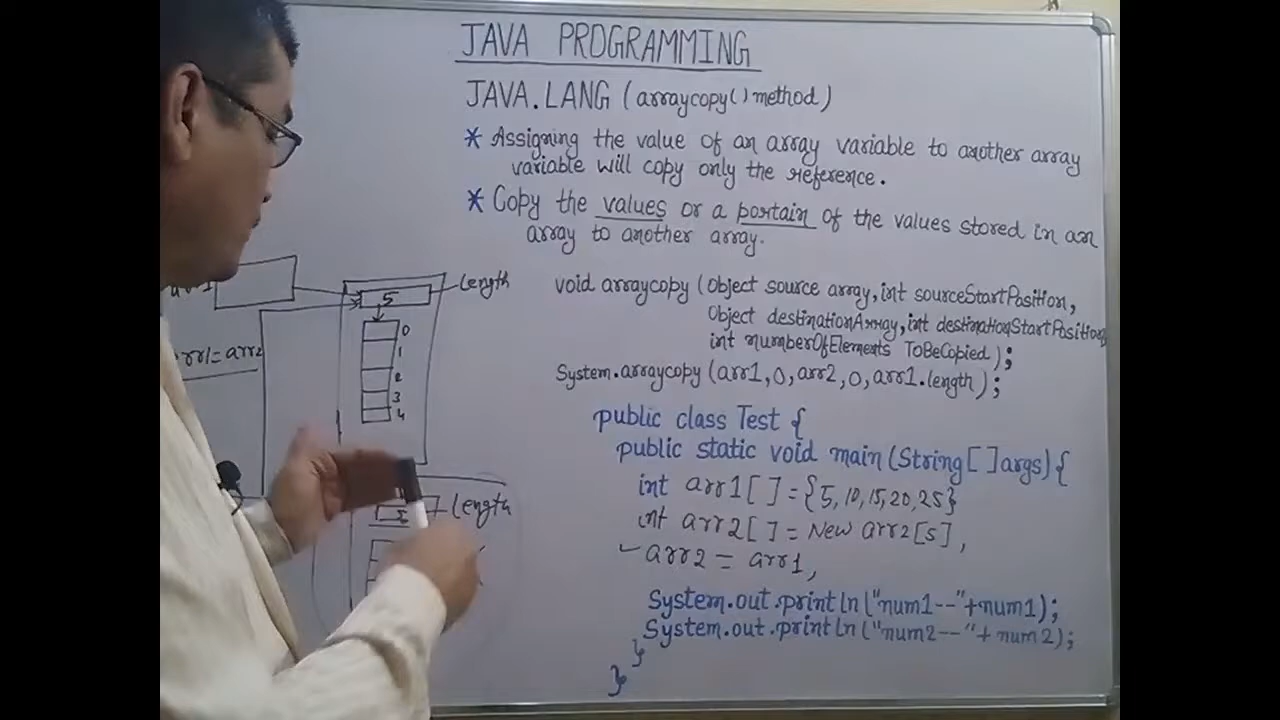 JAVA PROGRAMMING
JAVA.LANG (arraycopy() method)
* Assigning the value of an array variable to another array
variable will copy only the reference.
* Copy the values or a portain of the values stored in an
array to another array.
void arraycopy (Object source array, int sourceStartPosition,
Object destinationArray, int destinationStartPosition,
int numberOfElements ToBeCopied);
System.arraycopy (arr1, 0, arr2, 0, arr1.length);
public class Test {
public static void main (String [ ] args) {
int arr1[ ] = {5, 10, 15, 20, 25}
int arr2[ ] = New arr2[5],
arr2 = arr1,
System.out.println ("num1--"+num1);
System.out.println ("num2--"+num2);
}
}
length
5
0
1
2
3
4
= arr2
length